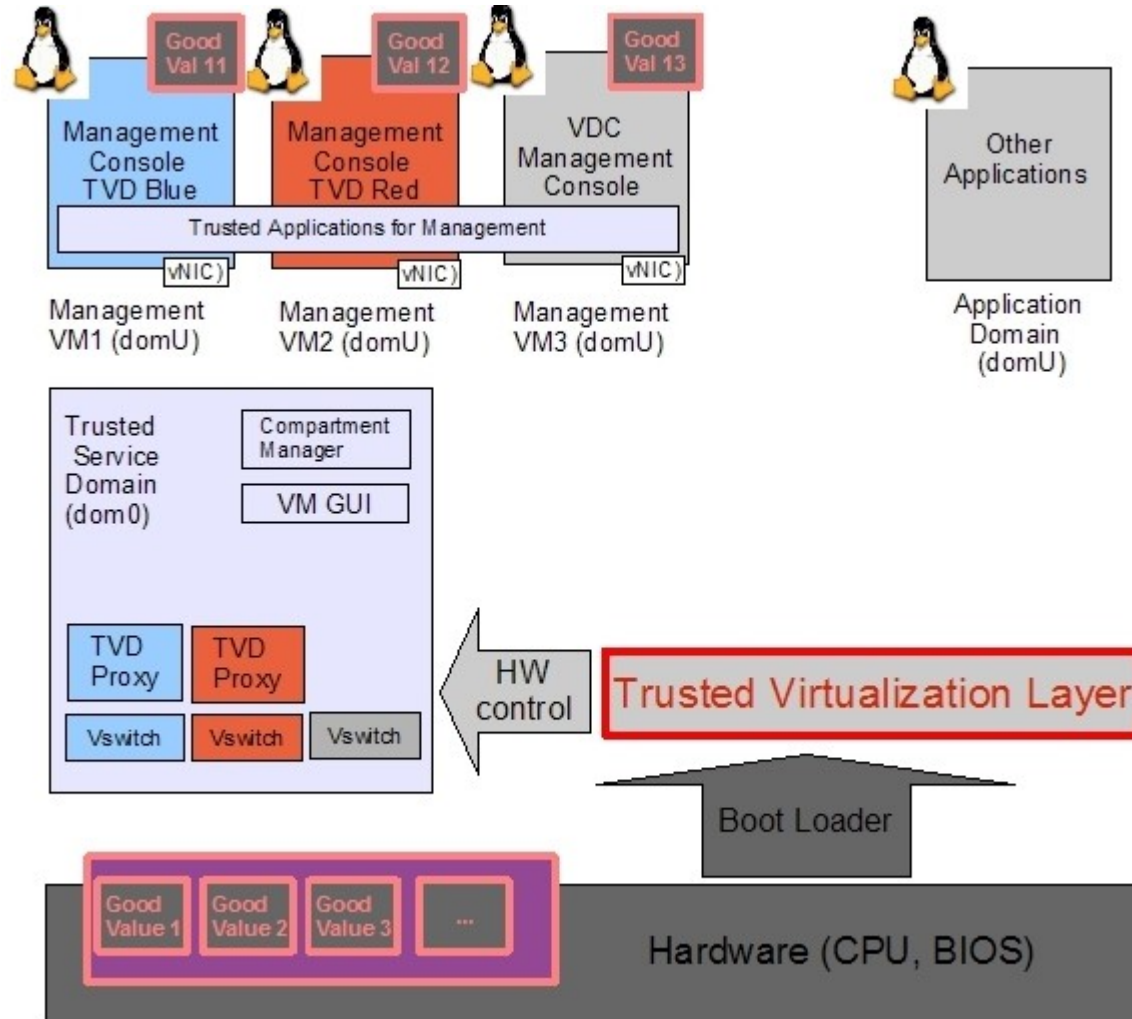 Good
Val 11
Good
Val 12
Good
Val 13
Management
Console
TVD Blue
Management
Console
TVD Red
VDC
Management
Console
Other
Applications
Trusted Applications for Management
vNIC)
vNIC)
vNIC)
Management
VM1 (domU)
Management
VM2 (domU)
Management
VM3 (domU)
Application
Domain
(domU)
Trusted
Service
Domain
(dom0)
Compartment
Manager
VM GUI
TVD
Proxy
TVD
Proxy
Vswitch
Vswitch
Vswitch
HW
control
Trusted Virtualization Layer
Boot Loader
Good
Value 1
Good
Value 2
Good
Value 3
...
Hardware (CPU, BIOS)